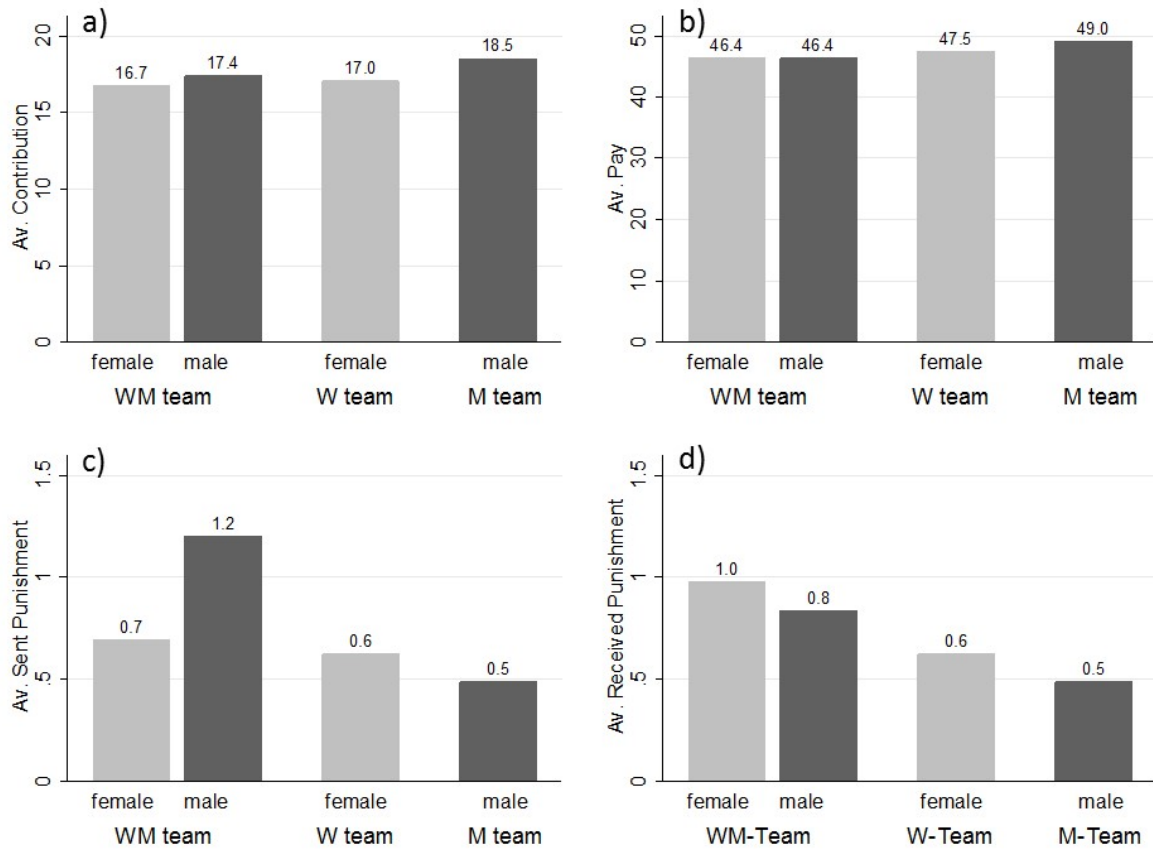 a)
Av. Contribution
20
15
10
5
0
16.7 17.4 17.0 18.5
female male female male
WM team W team M team
b)
Av. Pay
50
40
30
20
10
0
46.4 46.4 47.5 49.0
female male female male
WM team W team M team
c)
Av. Sent Punishment
1.5
1
.5
0
0.7 1.2 0.6 0.5
female male female male
WM team W team M team
d)
Av. Received Punishment
1.5
1
.5
0
1.0 0.8 0.6 0.5
female male female male
WM-Team W-Team M-Team